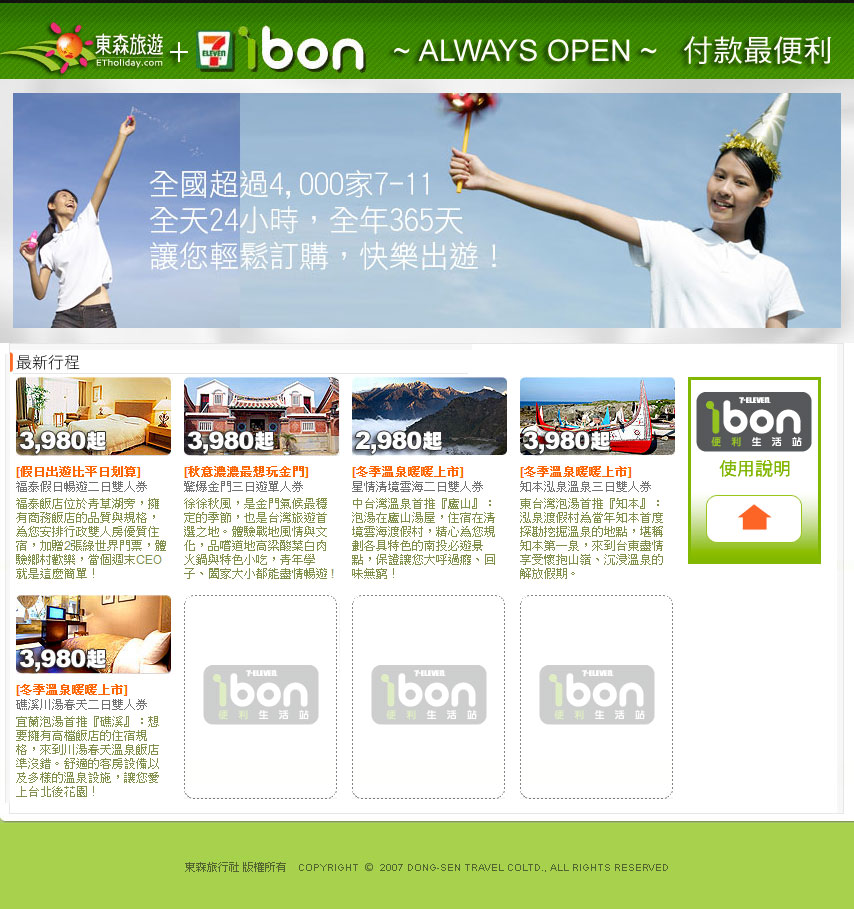 東森旅遊
ETholiday.com
+
7
ELEVEN
ibon
~ ALWAYS OPEN ~
付款最便利
全國超過4,000家7-11
全天24小時，全年365天
讓您輕鬆訂購，快樂出遊！
最新行程
3,980起
[假日出遊比平日划算]
福泰假日暢遊二日雙人券
福泰飯店位於青草湖旁，擁
有商務飯店的品質與規格，
為您安排行政雙人房優質住
宿，加贈2張綠世界門票，體
驗鄉村歡樂，當個週末CEO
就是這麼簡單！
3,980起
[秋意濃濃最想玩金門]
驚爆金門三日遊單人券
徐徐秋風，是金門氣候最穩
定的季節，也是台灣旅遊首
選之地。體驗戰地風情與文
化，品嚐道地高粱酸菜白肉
火鍋與特色小吃，青年學
子、闔家大小都能盡情暢遊！
2,980起
[冬季溫泉暖暖上市]
星情清境雲海二日雙人券
中台灣溫泉首推『廬山』：
泡湯在廬山湯屋，住宿在清
境雲海渡假村，精心為您規
劃各具特色的南投必遊景
點，保證讓您大呼過癮、回
味無窮！
3,980起
[冬季溫泉暖暖上市]
知本泓泉溫泉三日雙人券
東台灣泡湯首推『知本』：
泓泉渡假村為當年知本首度
探勘挖掘溫泉的地點，堪稱
知本第一泉，來到台東盡情
享受懷抱山嶺、沉浸溫泉的
解放假期。
7-ELEVEN
ibon
便利生活站
使用說明
3,980起
[冬季溫泉暖暖上市]
礁溪川湯春天二日雙人券
宜蘭泡湯首推『礁溪』：想
要擁有高檔飯店的住宿規
格，來到川湯春天溫泉飯店
準沒錯。舒適的客房設備以
及多樣的溫泉設施，讓您愛
上台北後花園！
7-ELEVEN
ibon
便利生活站
7-ELEVEN
ibon
便利生活站
7-ELEVEN
ibon
便利生活站
東森旅行社 版權所有 COPYRIGHT © 2007 DONG-SEN TRAVEL COLTD., ALL RIGHTS RESERVED